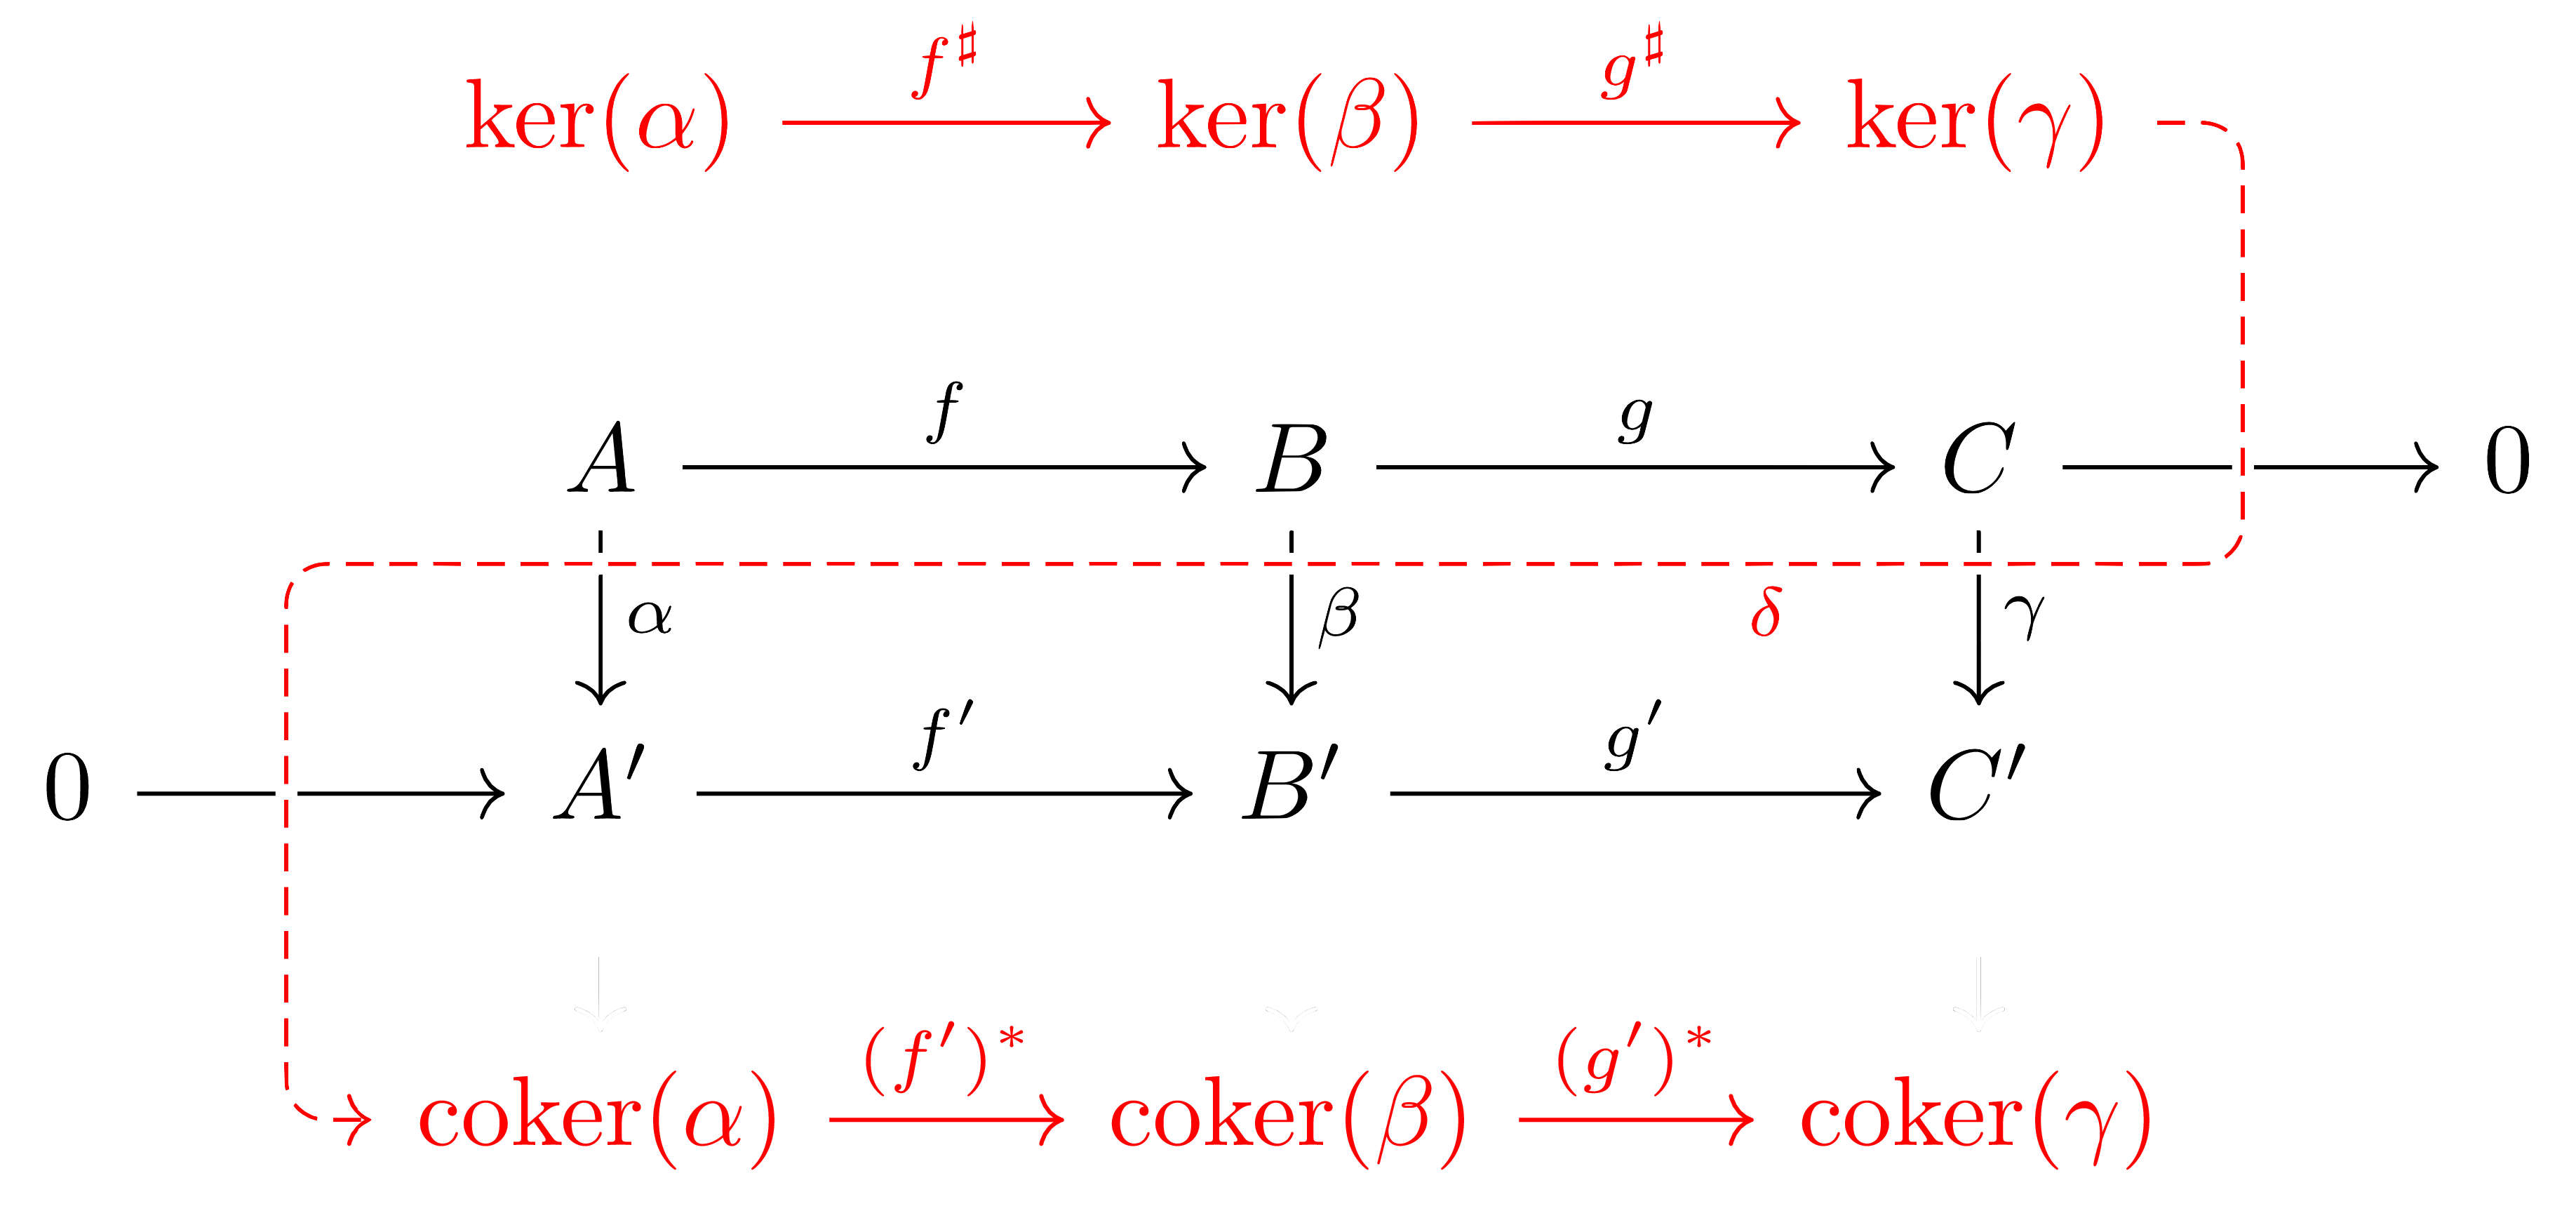 f♯ g♯
ker(α) ker(β) ker(γ)
f g
A B C 0
α β δ γ
f′ g′
0 A′ B′ C′
(f′)* (g′)*
coker(α) coker(β) coker(γ)